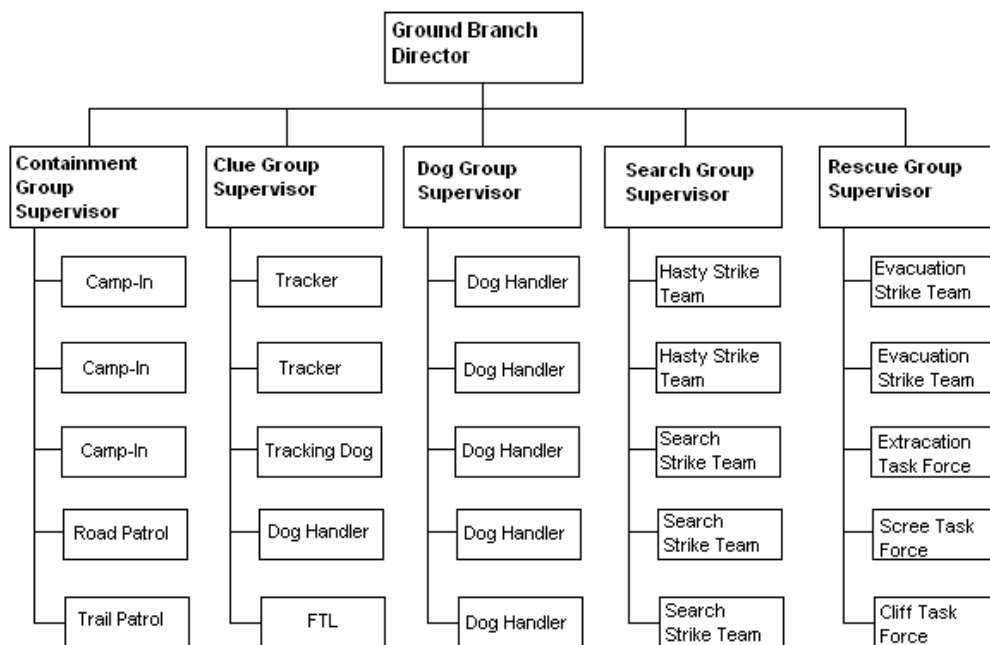 Ground Branch
Director
Containment
Group
Supervisor
Clue Group
Supervisor
Dog Group
Supervisor
Search Group
Supervisor
Rescue Group
Supervisor
Camp-In
Camp-In
Camp-In
Road Patrol
Trail Patrol
Tracker
Tracker
Tracking Dog
Dog Handler
FTL
Dog Handler
Dog Handler
Dog Handler
Dog Handler
Dog Handler
Hasty Strike
Team
Hasty Strike
Team
Search
Strike Team
Search
Strike Team
Search
Strike Team
Evacuation
Strike Team
Evacuation
Strike Team
Extracation
Task Force
Scree Task
Force
Cliff Task
Force